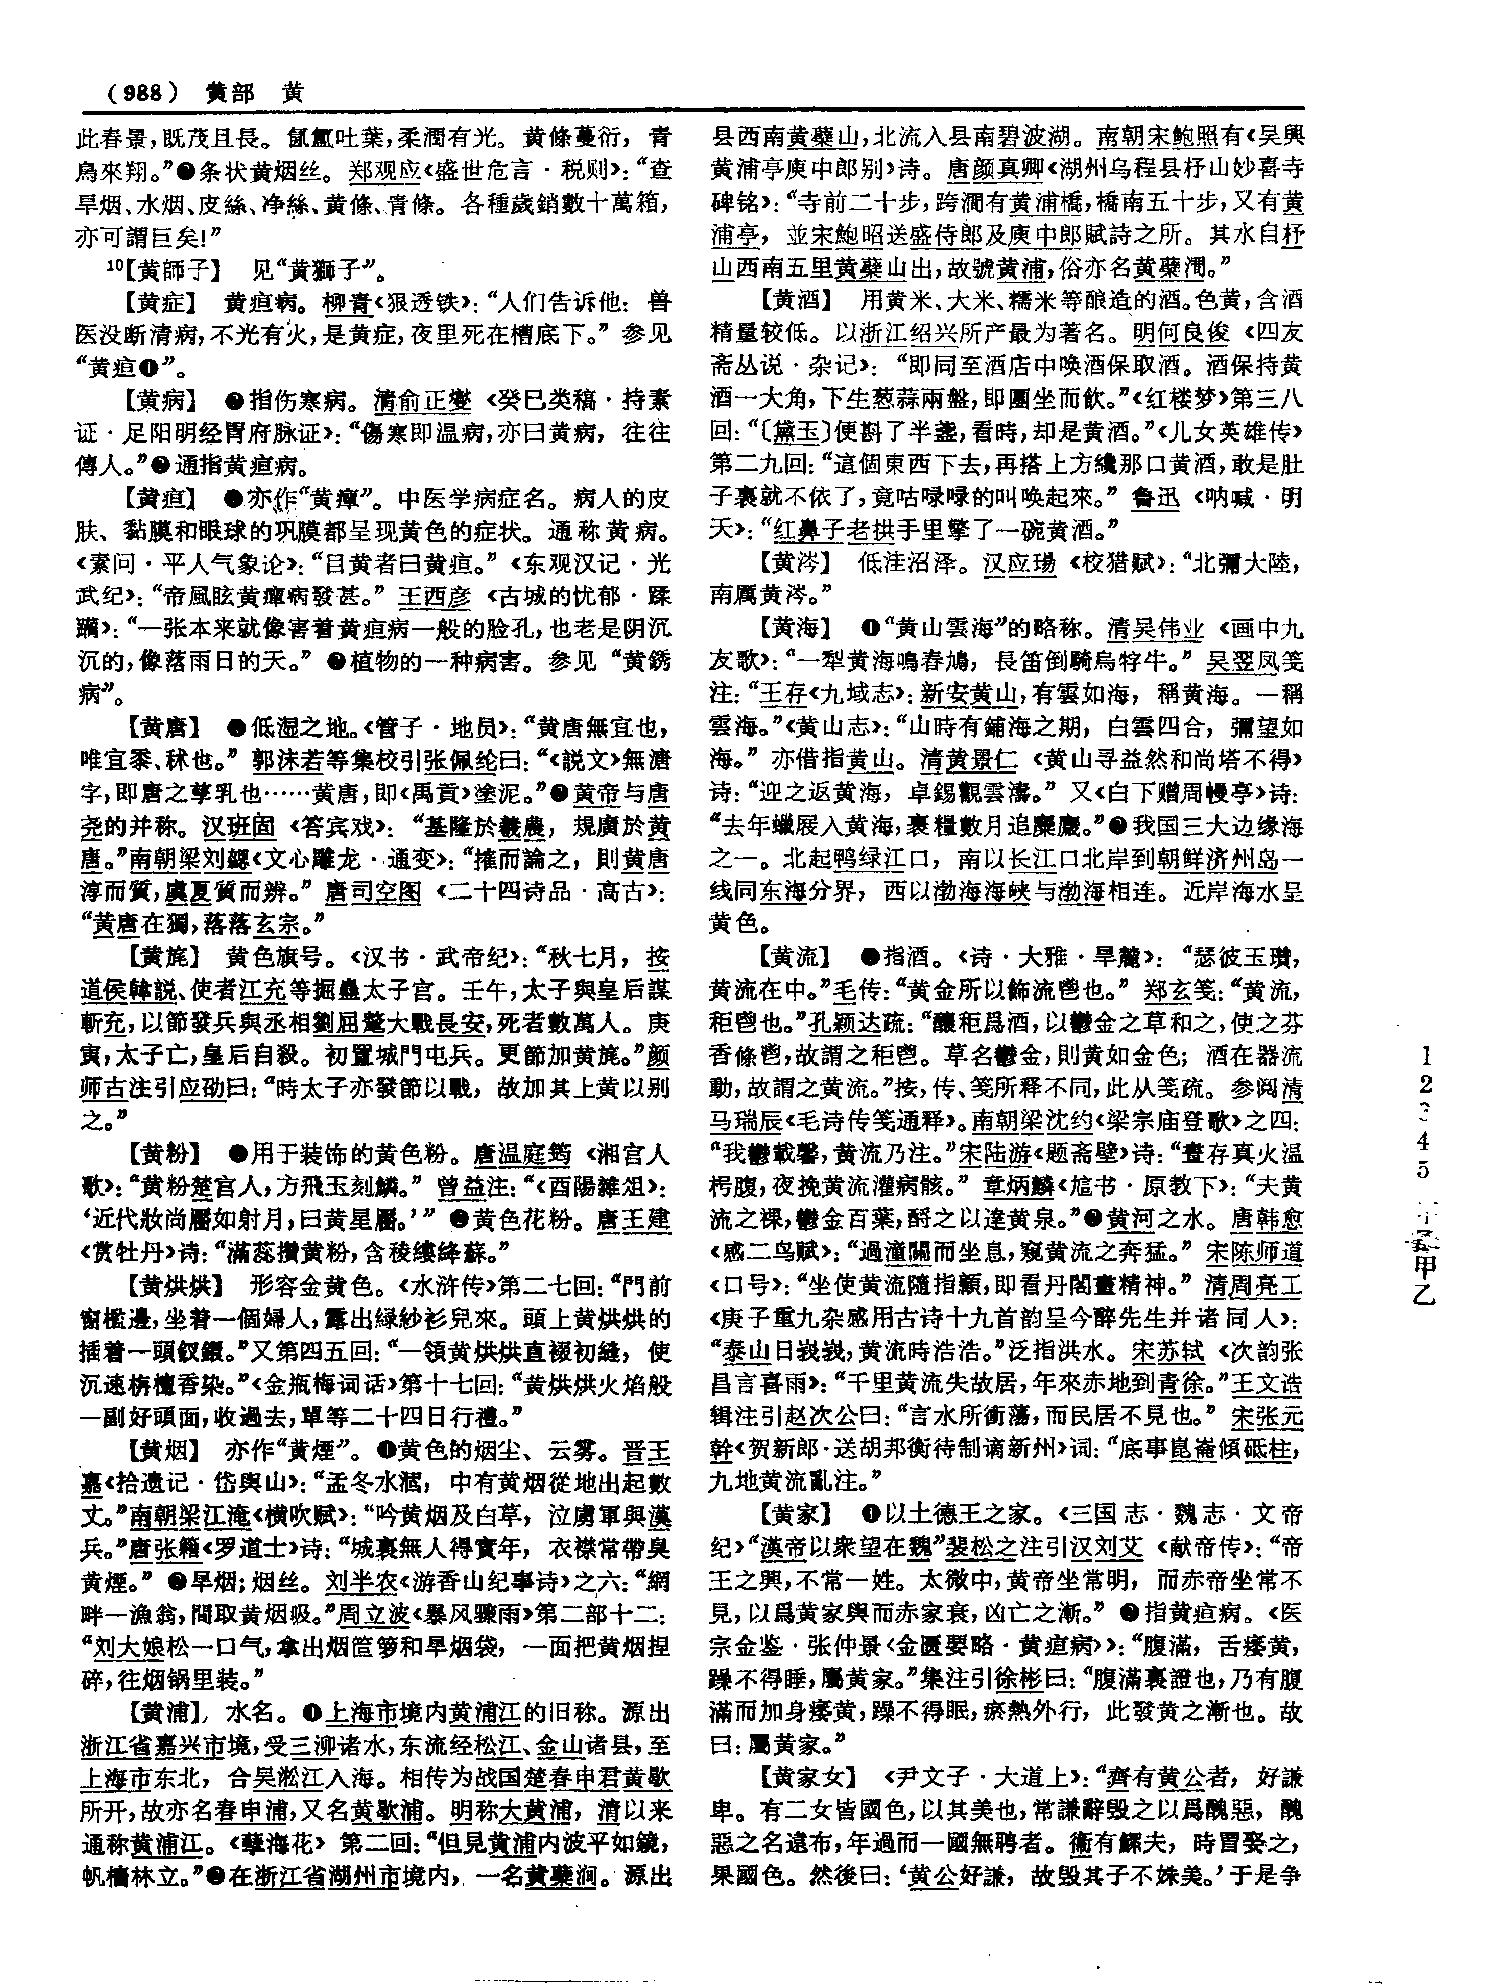 （988） 黄部 黄
此春景，既茂且長。氤氳吐葉，柔潤有光。黄條蔓衍，青
鳥來翔。”❷条状黄烟丝。郑观应《盛世危言·税则》：“查
旱烟、水烟、皮絲、净絲、黄條、青條。各種歲銷數十萬箱，
亦可謂巨矣！”
10【黄師子】 见“黄獅子”。
【黄症】 黄疸病。柳青《狠透铁》：“人们告诉他：兽
医没断清病，不光有火，是黄症，夜里死在槽底下。”参见
“黄疸❶”。
【黄病】 ❶指伤寒病。清俞正燮《癸巳类稿·持素
证·足阳明经胃府脉证》：“傷寒即温病，亦曰黄病，往往
傳人。”❷通指黄疸病。
【黄疸】 ❶亦作“黄癉”。中医学病症名。病人的皮
肤、黏膜和眼球的巩膜都呈现黄色的症状。通称黄病。
《素问·平人气象论》：“目黄者曰黄疸。”《东观汉记·光
武纪》：“帝風眩黄癉病發甚。”王西彦《古城的忧郁·蹂
躏》：“一张本来就像害着黄疸病一般的脸孔，也老是阴沉
沉的，像落雨日的天。”❷植物的一种病害。参见“黄锈
病”。
【黄唐】 ❶低湿之地。《管子·地员》：“黄唐無宜也，
唯宜黍、秫也。”郭沫若等集校引张佩纶曰：“《説文》無溏
字，即唐之孳乳也……黄唐，即《禹貢》塗泥。”❷黄帝与唐
尧的并称。汉班固《答宾戏》：“基隆於羲農，規廣於黄
唐。”南朝梁刘勰《文心雕龙·通变》：“搉而論之，則黄唐
淳而質，虞夏質而辨。”唐司空图《二十四诗品·高古》：
“黄唐在獨，落落玄宗。”
【黄旄】 黄色旗号。《汉书·武帝纪》：“秋七月，按
道侯韓説、使者江充等掘蠱太子宫。壬午，太子與皇后謀
斬充，以節發兵與丞相劉屈氂大戰長安，死者數萬人。庚
寅，太子亡，皇后自殺。初置城門屯兵。更節加黄旄。”颜
师古注引应劭曰：“時太子亦發節以戰，故加其上黄以别
之。”
【黄粉】 ❶用于装饰的黄色粉。唐温庭筠《湘宫人
歌》：“黄粉楚宫人，方飛玉刻鱗。”曾益注：“《酉陽雜俎》：
‘近代妝尚靨如射月，曰黄星靨。’”❷黄色花粉。唐王建
《赏牡丹》诗：“滿蕊攢黄粉，含稜縷絳蘇。”
【黄烘烘】 形容金黄色。《水浒传》第二七回：“門前
窗檻邊，坐着一個婦人，露出緑紗衫兒來。頭上黄烘烘的
插着一頭釵鐶。”又第四五回：“一領黄烘烘直裰初縫，使
沉速栴檀香染。”《金瓶梅词话》第十七回：“黄烘烘火焰般
一副好頭面，收過去，單等二十四日行禮。”
【黄烟】 亦作“黄煙”。❶黄色的烟尘、云雾。晋王
嘉《拾遗记·岱舆山》：“孟冬水涸，中有黄烟從地出起數
丈。”南朝梁江淹《横吹赋》：“吟黄烟及白草，泣虜軍與漢
兵。”唐张籍《罗道士》诗：“城裏無人得實年，衣襟常帶臭
黄煙。”❷旱烟；烟丝。刘半农《游香山纪事诗》之六：“網
畔一漁翁，閒取黄烟吸。”周立波《暴风骤雨》第二部十二：
“刘大娘松一口气，拿出烟笸箩和旱烟袋，一面把黄烟捏
碎，往烟锅里装。”
【黄浦】 水名。❶上海市境内黄浦江的旧称。源出
浙江省嘉兴市境，受三泖诸水，东流经松江、金山诸县，至
上海市东北，合吴淞江入海。相传为战国楚春申君黄歇
所开，故亦名春申浦，又名黄歇浦。明称大黄浦，清以来
通称黄浦江。《孽海花》第二回：“但見黄浦内波平如鏡，
帆檣林立。”❷在浙江省湖州市境内，一名黄蘗涧。源出
县西南黄蘗山，北流入县南碧波湖。南朝宋鲍照有《吴興
黄浦亭庾中郎别》诗。唐颜真卿《湖州乌程县杼山妙喜寺
碑铭》：“寺前二十步，跨澗有黄浦橋，橋南五十步，又有黄
浦亭，並宋鮑昭送盛侍郎及庾中郎賦詩之所。其水自杼
山西南五里黄蘗山出，故號黄浦，俗亦名黄蘗澗。”
【黄酒】 用黄米、大米、糯米等酿造的酒。色黄，含酒
精量较低。以浙江绍兴所产最为著名。明何良俊《四友
斋丛说·杂记》：“即同至酒店中唤酒保取酒。酒保持黄
酒一大角，下生葱蒜兩盤，即團坐而飲。”《红楼梦》第三八
回：“〔黛玉〕便斟了半盞，看時，却是黄酒。”《儿女英雄传》
第二九回：“這個東西下去，再搭上方纔那口黄酒，敢是肚
子裏就不依了，竟咕嚕嚕的叫唤起來。”鲁迅《呐喊·明
天》：“红鼻子老拱手里擎了一碗黄酒。”
【黄涔】 低洼沼泽。汉应瑒《校猎赋》：“北彌大陸，
南厲黄涔。”
【黄海】 ❶“黄山雲海”的略称。清吴伟业《画中九
友歌》：“一犁黄海鳴春鳩，長笛倒騎烏牸牛。”吴翌凤笺
注：“王存《九域志》：新安黄山，有雲如海，稱黄海。一稱
雲海。”《黄山志》：“山時有鋪海之期，白雲四合，彌望如
海。”亦借指黄山。清黄景仁《黄山寻益然和尚塔不得》
诗：“迎之返黄海，卓錫觀雲濤。”又《白下赠周幔亭》诗：
“去年蠟屐入黄海，裹糧數月追麋麀。”❷我国三大边缘海
之一。北起鸭绿江口，南以长江口北岸到朝鲜济州岛一
线同东海分界，西以渤海海峡与渤海相连。近岸海水呈
黄色。
【黄流】 ❶指酒。《诗·大雅·旱麓》：“瑟彼玉瓚，
黄流在中。”毛传：“黄金所以飾流鬯也。”郑玄笺：“黄流，
秬鬯也。”孔颖达疏：“釀秬爲酒，以鬱金之草和之，使之芬
香條鬯，故謂之秬鬯。草名鬱金，則黄如金色；酒在器流
動，故謂之黄流。”按，传、笺所释不同，此从笺疏。参阅清
马瑞辰《毛诗传笺通释》。南朝梁沈约《梁宗庙登歌》之四：
“我鬱載馨，黄流乃注。”宋陆游《题斋壁》诗：“晝存真火温
枵腹，夜挽黄流灌病骸。”章炳麟《訄书·原教下》：“夫黄
流之祼，鬱金百葉，酹之以達黄泉。”❷黄河之水。唐韩愈
《感二鸟赋》：“過潼關而坐息，窺黄流之奔猛。”宋陈师道
《口号》：“坐使黄流隨指顧，即看丹閣畫精神。”清周亮工
《庚子重九杂感用古诗十九首韵呈今醉先生并诸同人》：
“泰山日峩峩，黄流時浩浩。”泛指洪水。宋苏轼《次韵张
昌言喜雨》：“千里黄流失故居，年來赤地到青徐。”王文诰
辑注引赵次公曰：“言水所衝蕩，而民居不見也。”宋张元
幹《贺新郎·送胡邦衡待制谪新州》词：“底事崑崙傾砥柱，
九地黄流亂注。”
【黄家】 ❶以土德王之家。《三国志·魏志·文帝
纪》“漢帝以衆望在魏”裴松之注引汉刘艾《献帝传》：“帝
王之興，不常一姓。太微中，黄帝坐常明，而赤帝坐常不
見，以爲黄家興而赤家衰，凶亡之漸。”❷指黄疸病。《医
宗金鉴·张仲景〈金匮要略·黄疸病〉》：“腹滿，舌痿黄，
躁不得睡，屬黄家。”集注引徐彬曰：“腹滿裏證也，乃有腹
滿而加身痿黄，躁不得眠，瘀熱外行，此發黄之漸也。故
曰：屬黄家。”
【黄家女】 《尹文子·大道上》：“齊有黄公者，好謙
卑。有二女皆國色，以其美也，常謙辭毁之以爲醜惡，醜
惡之名遠布，年過而一國無聘者。衞有鰥夫，時冒娶之，
果國色。然後曰：‘黄公好謙，故毁其子不姝美。’于是争
1
2
3
4
5
甲
乙